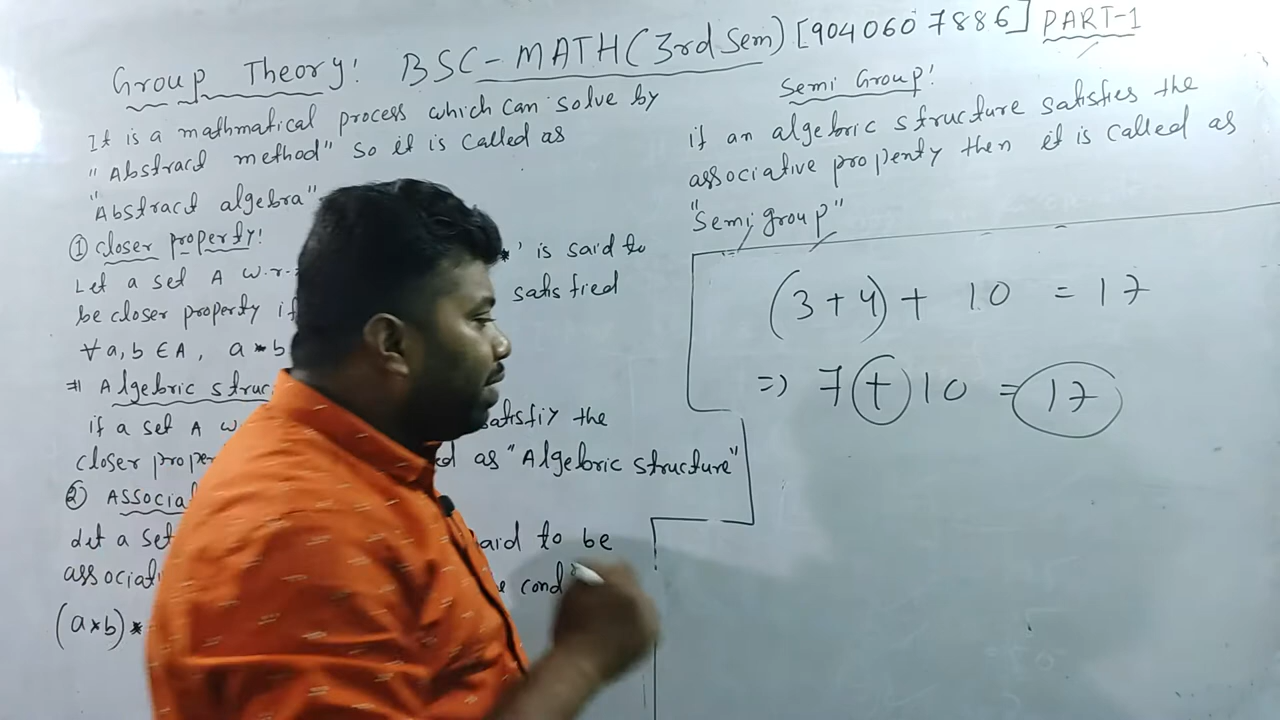 Group Theory! BSC-MATH (3rd Sem) [9040607886] PART-1
It is a mathmatical process which can solve by
"Abstract method" so it is called as
"Abstract algebra"
① closer property!
Let a set A w.r.
* ' is said to
be closer property if
satisfied
∀ a, b ∈ A, a * b
⇒ Algebric struc
if a set A w
satisfiy the
closer proper
ed as "Algebric structure"
② Associa
Let a set
aid to be
associat
e condⁿ
(a*b)*
Semi Group!
if an algebric structure satisfies the
associative property then it is called as
"Semi group"
(3+4) + 10 = 17
=> 7 + 10 = 17